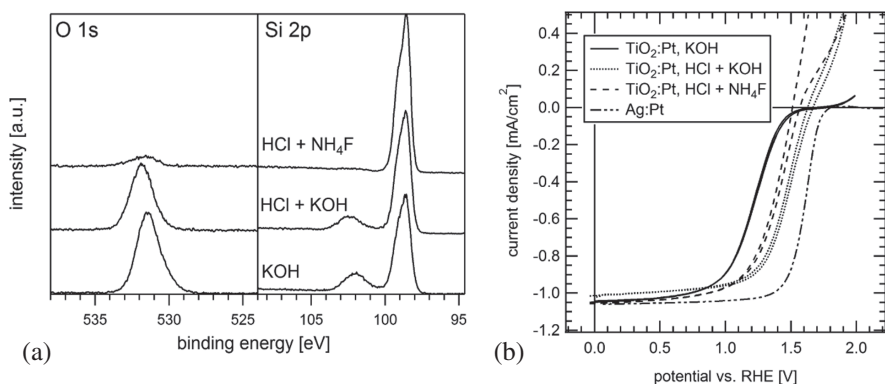 O 1s
Si 2p
intensity [a.u.]
HCl + NH₄F
HCl + KOH
KOH
535
530
525
105
100
95
binding energy [eV]
(a)
0.4
0.2
0.0
-0.2
-0.4
-0.6
-0.8
-1.0
-1.2
current density [mA/cm²]
TiO₂:Pt, KOH
TiO₂:Pt, HCl + KOH
TiO₂:Pt, HCl + NH₄F
Ag:Pt
0.0
0.5
1.0
1.5
2.0
potential vs. RHE [V]
(b)